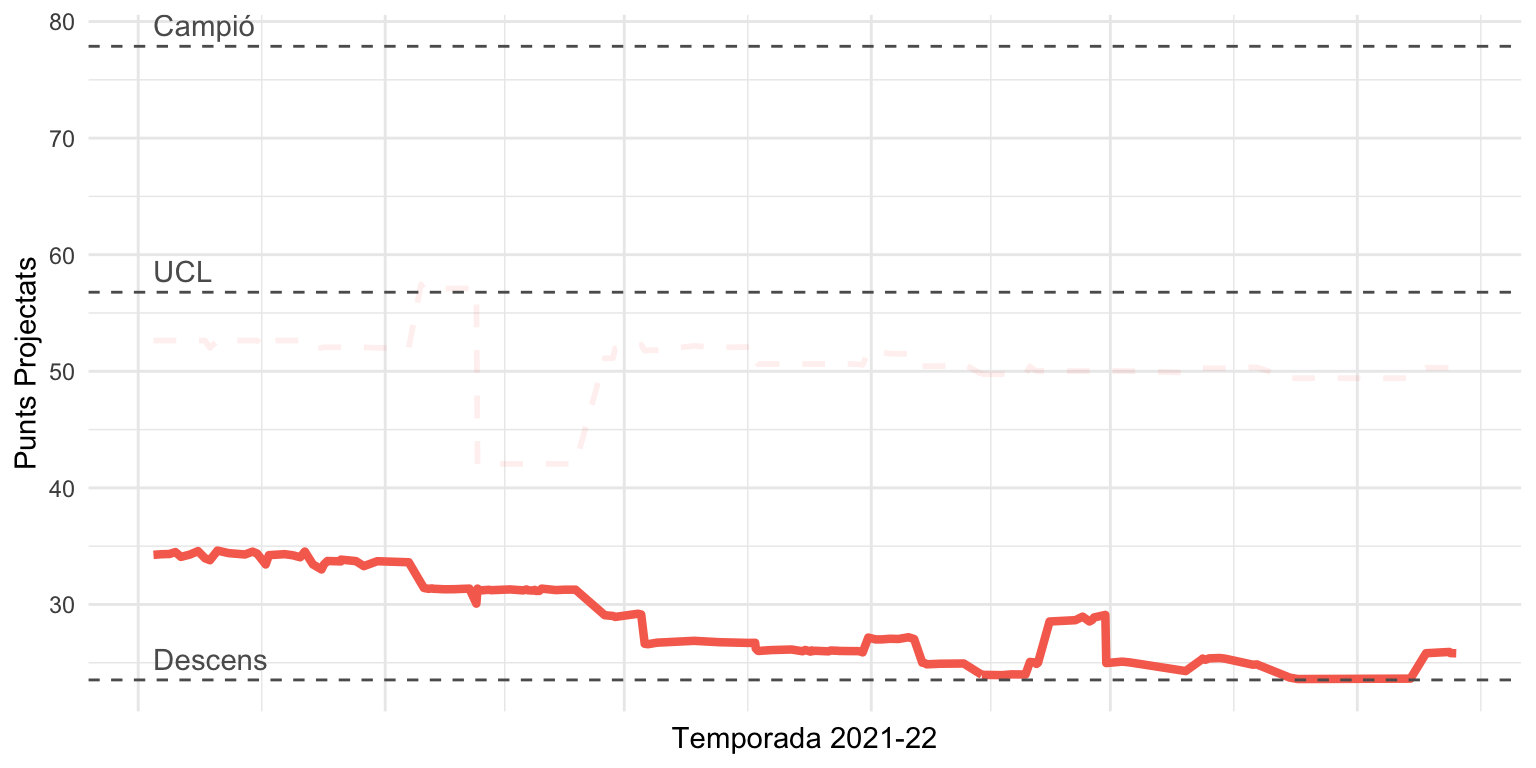 80
Campió
70
60
UCL
50
40
30
Descens
Punts Projectats
Temporada 2021-22